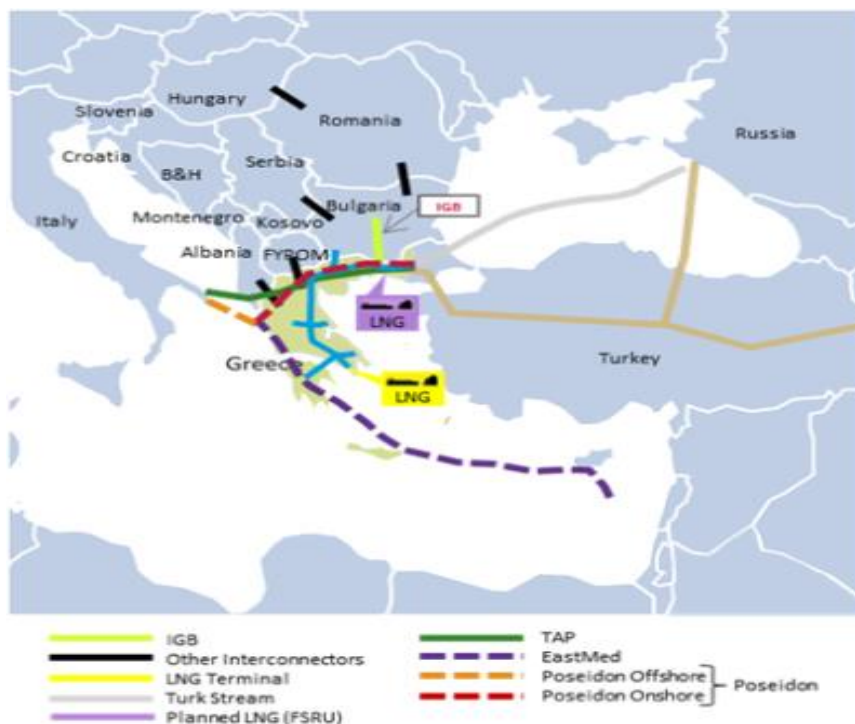 Hungary
Slovenia
Romania
Russia
Croatia
B&H
Serbia
Italy
Montenegro
Kosovo
Bulgaria
IGB
Albania
FYROM
LNG
Greece
Turkey
LNG
IGB
Other Interconnectors
LNG Terminal
Turk Stream
Planned LNG (FSRU)
TAP
EastMed
Poseidon Offshore
Poseidon Onshore
Poseidon